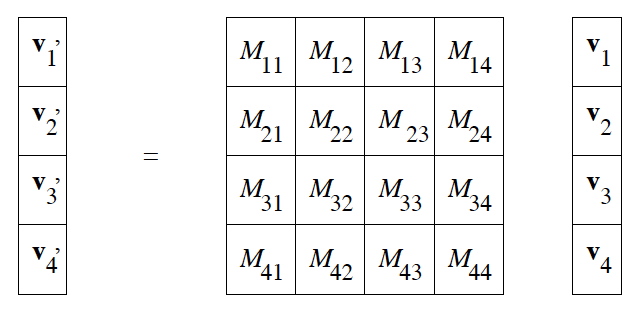 v1’ M11 M12 M13 M14 v1
v2’ M21 M22 M23 M24 v2
=
v3’ M31 M32 M33 M34 v3
v4’ M41 M42 M43 M44 v4